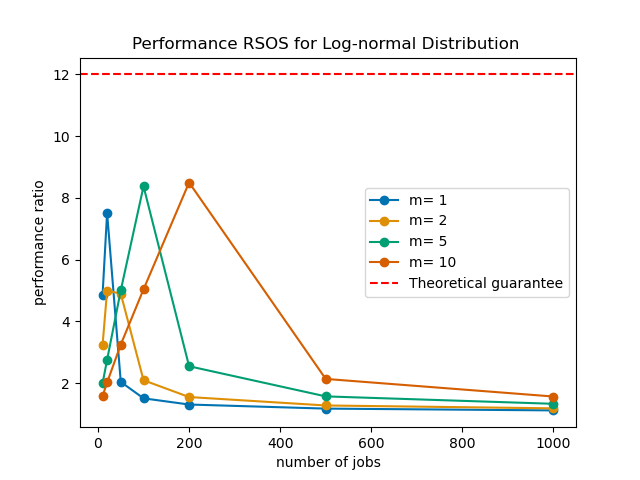 Performance RSOS for Log-normal Distribution
performance ratio
12
10
8
6
4
2
m= 1
m= 2
m= 5
m= 10
Theoretical guarantee
0
200
400
600
800
1000
number of jobs